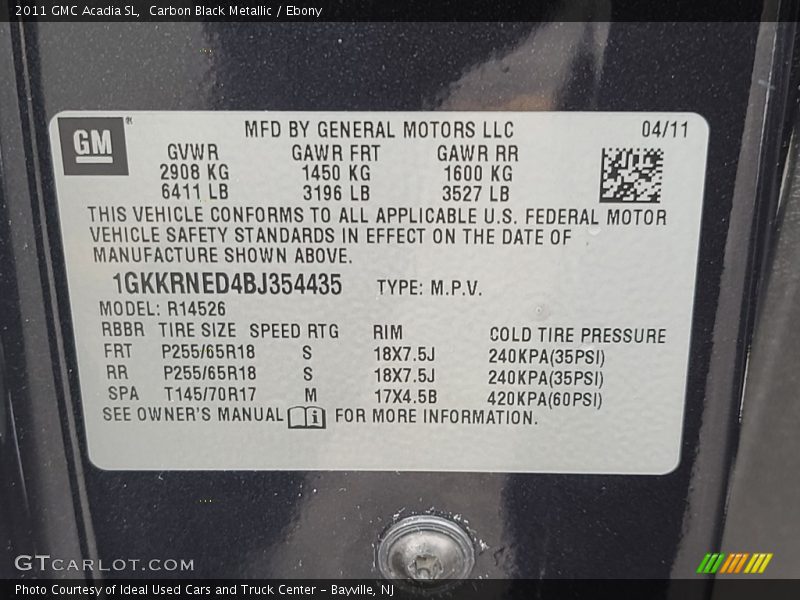 2011 GMC Acadia SL, Carbon Black Metallic / Ebony
GM®
MFD BY GENERAL MOTORS LLC 04/11
GVWR GAWR FRT GAWR RR
2908 KG 1450 KG 1600 KG
6411 LB 3196 LB 3527 LB
THIS VEHICLE CONFORMS TO ALL APPLICABLE U.S. FEDERAL MOTOR
VEHICLE SAFETY STANDARDS IN EFFECT ON THE DATE OF
MANUFACTURE SHOWN ABOVE.
1GKKRNED4BJ354435 TYPE: M.P.V.
MODEL: R14526
RBBR TIRE SIZE SPEED RTG RIM COLD TIRE PRESSURE
FRT P255/65R18 S 18X7.5J 240KPA(35PSI)
RR P255/65R18 S 18X7.5J 240KPA(35PSI)
SPA T145/70R17 M 17X4.5B 420KPA(60PSI)
SEE OWNER'S MANUAL i FOR MORE INFORMATION.
GTCARLOT.COM
Photo Courtesy of Ideal Used Cars and Truck Center - Bayville, NJ